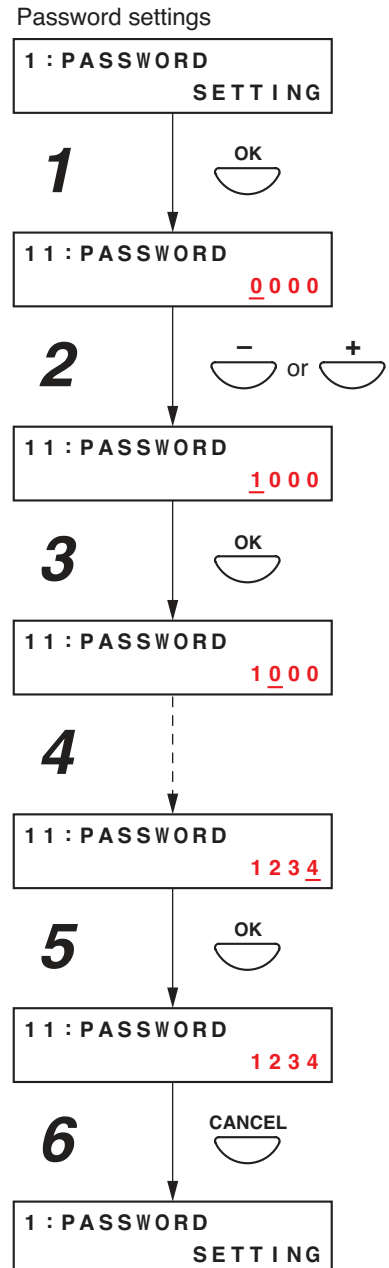 Password settings
1:PASSWORD
SETTING
1
OK
11:PASSWORD
0000
2
− or +
11:PASSWORD
1000
3
OK
11:PASSWORD
1000
4
11:PASSWORD
1234
5
OK
11:PASSWORD
1234
6
CANCEL
1:PASSWORD
SETTING